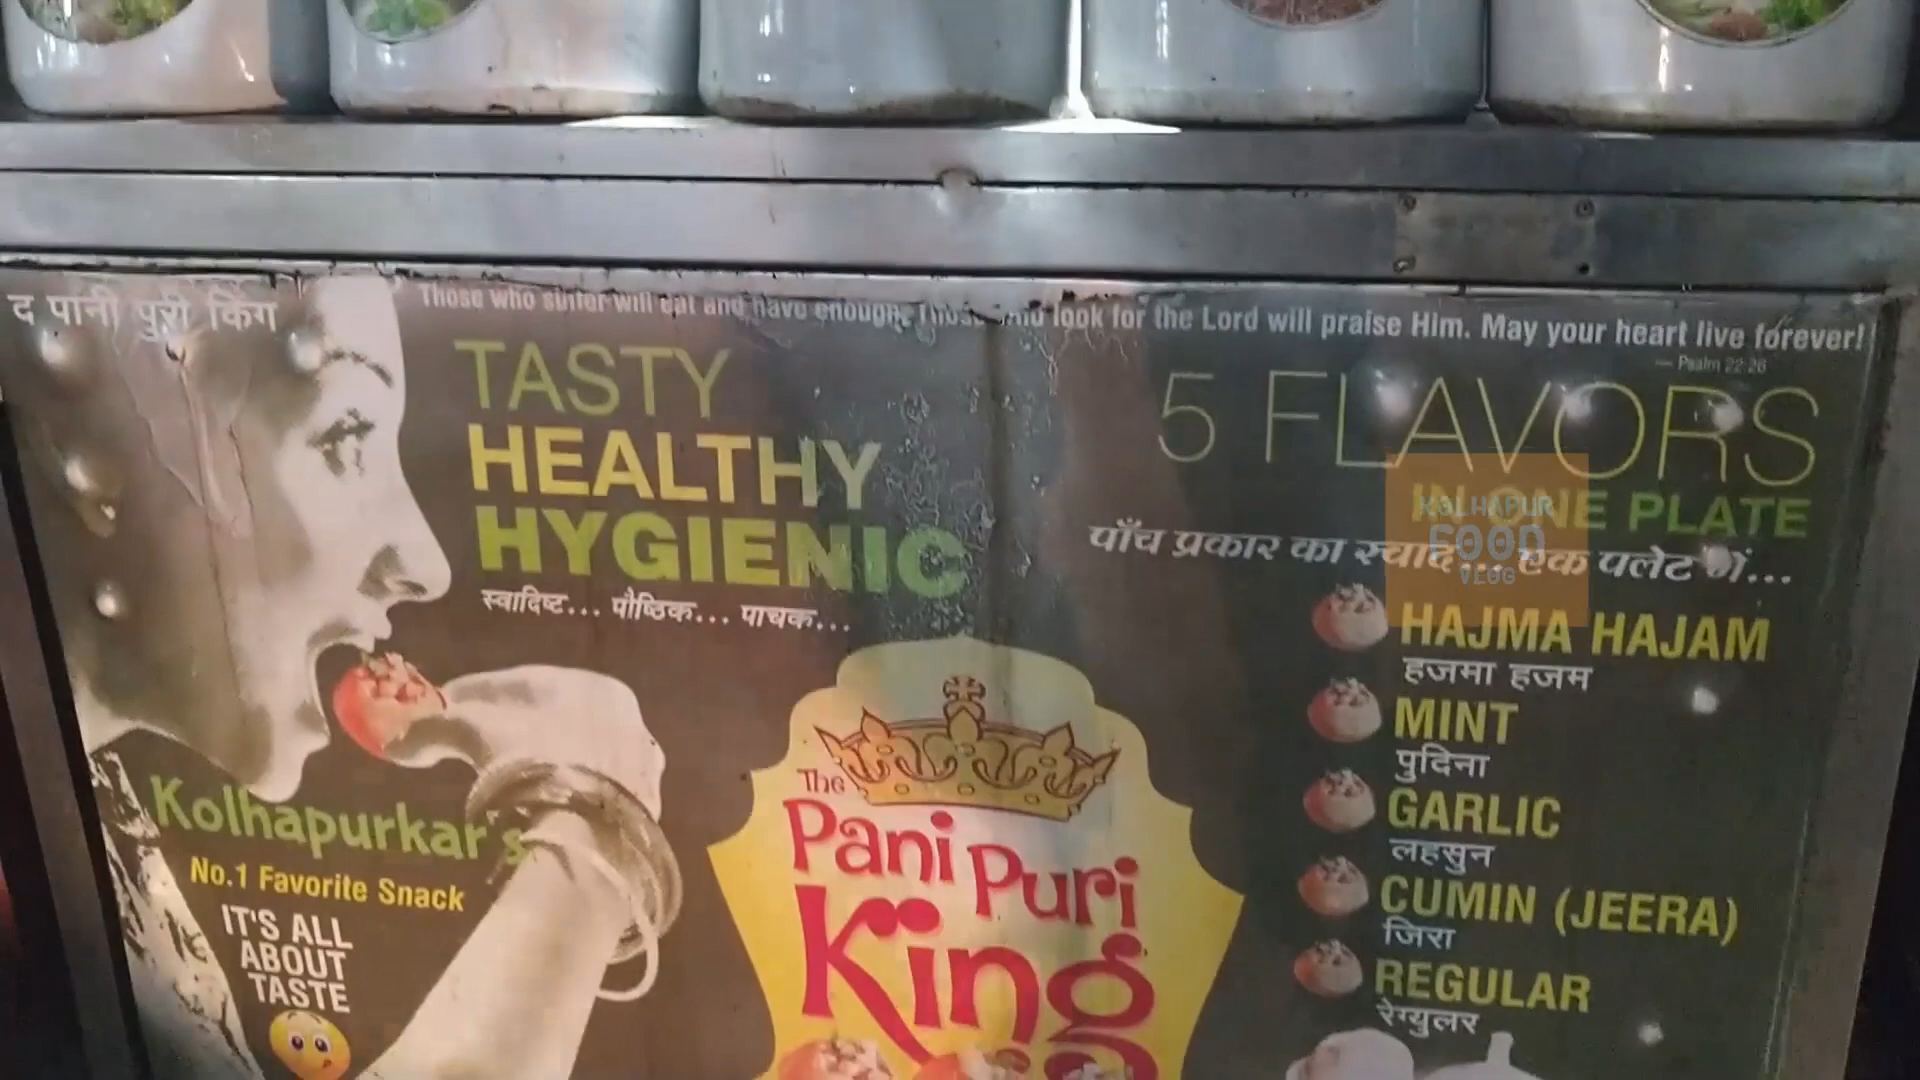 द पानी पुरी किंग
Those who suffer will eat and have enough, Those who look for the Lord will praise Him. May your heart live forever!
— Psalm 22:26
TASTY
HEALTHY
HYGIENIC
स्वादिष्ट... पौष्ठिक... पाचक...
5 FLAVORS
IN ONE PLATE
पाँच प्रकार का स्वाद... एक पलेट में...
KOLHAPUR
FOOD
VLOG
HAJMA HAJAM
हजमा हजम
MINT
पुदिना
GARLIC
लहसुन
CUMIN (JEERA)
जिरा
REGULAR
रेग्युलर
Kolhapurkar's
No.1 Favorite Snack
IT'S ALL
ABOUT
TASTE
The
Pani Puri
King